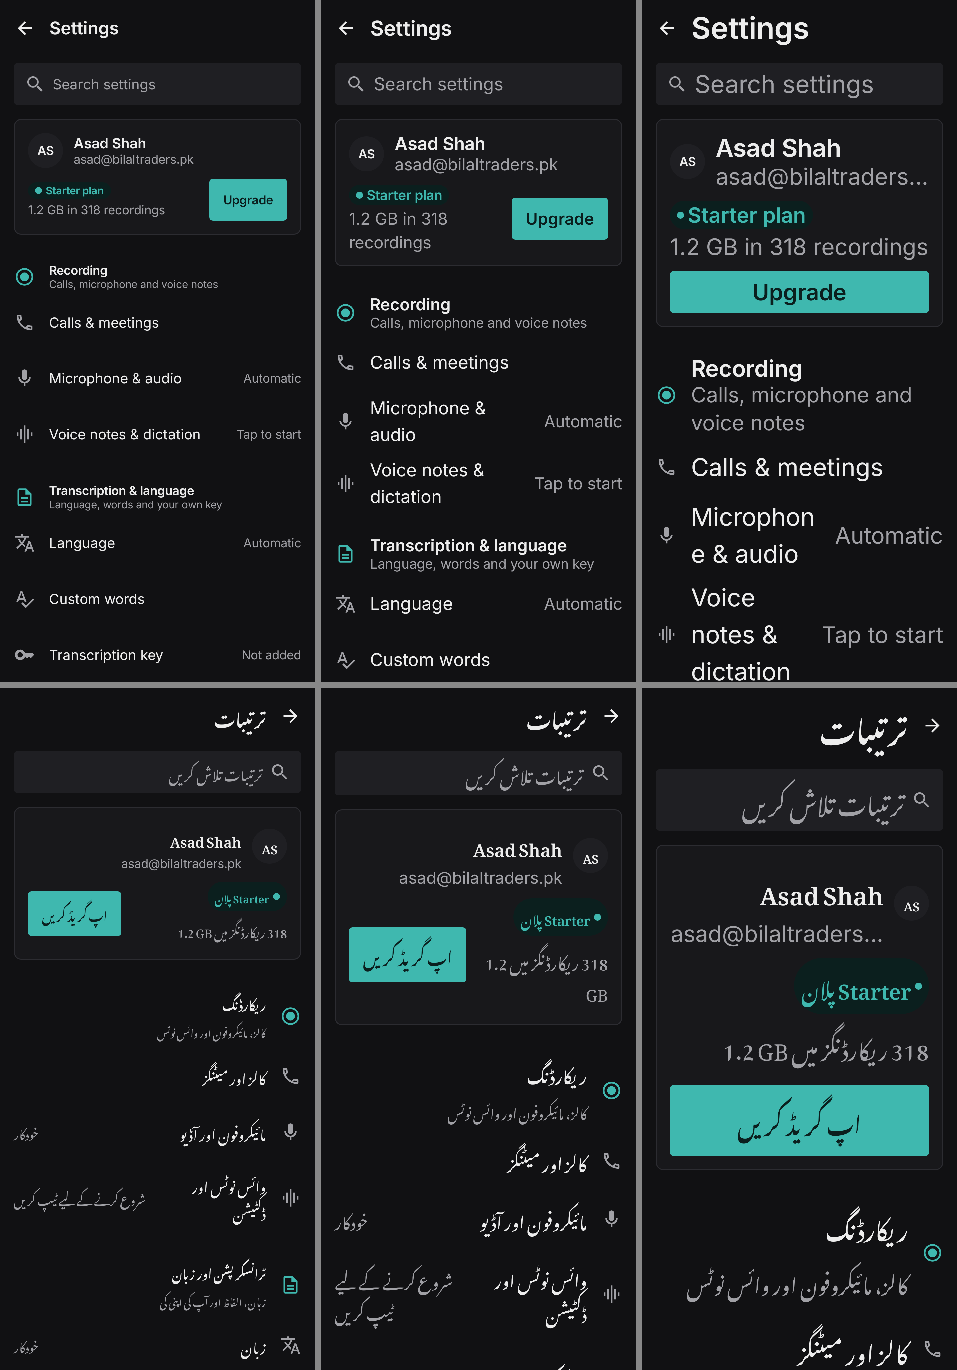 Settings
Search settings
AS
Asad Shah
asad@bilaltraders.pk
Starter plan
1.2 GB in 318 recordings
Upgrade
Recording
Calls, microphone and voice notes
Calls & meetings
Microphone & audio
Automatic
Voice notes & dictation
Tap to start
Transcription & language
Language, words and your own key
Language
Automatic
Custom words
Transcription key
Not added
Settings
Search settings
AS
Asad Shah
asad@bilaltraders.pk
Starter plan
1.2 GB in 318
recordings
Upgrade
Recording
Calls, microphone and voice notes
Calls & meetings
Microphone &
audio
Automatic
Voice notes &
dictation
Tap to start
Transcription & language
Language, words and your own key
Language
Automatic
Custom words
Settings
Search settings
AS
Asad Shah
asad@bilaltraders...
Starter plan
1.2 GB in 318 recordings
Upgrade
Recording
Calls, microphone and
voice notes
Calls & meetings
Microphon
e & audio
Automatic
Voice
notes &
dictation
Tap to start
ترتیبات
ترتیبات تلاش کریں
AS
Asad Shah
asad@bilaltraders.pk
Starter پلان
318 ریکارڈنگز میں 1.2 GB
اپ گریڈ کریں
ریکارڈنگ
کالز، مائیکروفون اور وائس نوٹس
کالز اور میٹنگز
مائیکروفون اور آڈیو
خودکار
وائس نوٹس اور
ڈکٹیشن
شروع کرنے کے لیے ٹیپ کریں
ٹرانسکرپشن اور زبان
زبان، الفاظ اور آپ کی اپنی کی
زبان
خودکار
ترتیبات
ترتیبات تلاش کریں
AS
Asad Shah
asad@bilaltraders.pk
Starter پلان
318 ریکارڈنگز میں 1.2
GB
اپ گریڈ کریں
ریکارڈنگ
کالز، مائیکروفون اور وائس نوٹس
کالز اور میٹنگز
مائیکروفون اور آڈیو
خودکار
وائس نوٹس اور
ڈکٹیشن
شروع کرنے کے لیے
ٹیپ کریں
ترتیبات
ترتیبات تلاش کریں
AS
Asad Shah
asad@bilaltraders...
Starter پلان
318 ریکارڈنگز میں 1.2 GB
اپ گریڈ کریں
ریکارڈنگ
کالز، مائیکروفون اور وائس نوٹس
کالز اور میٹنگز